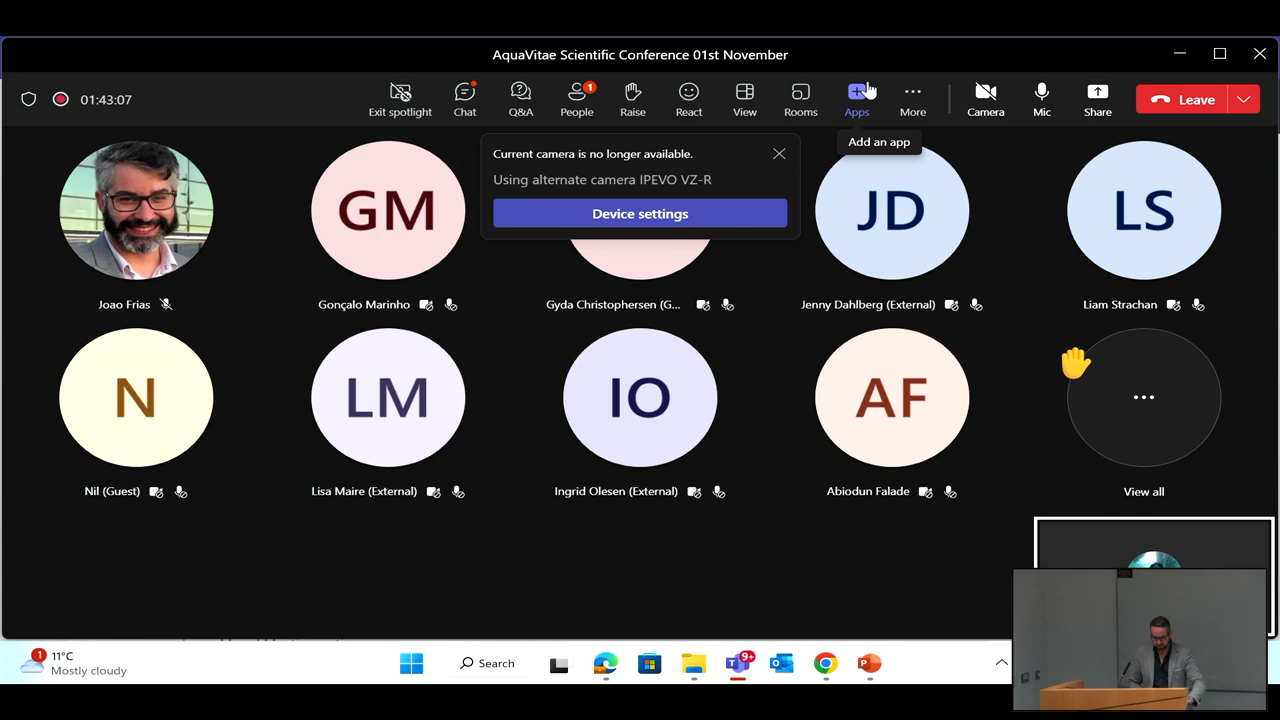 AquaVitae Scientific Conference 01st November
01:43:07
Exit spotlight
Chat
Q&A
1
People
Raise
React
View
Rooms
Apps
More
Camera
Mic
Share
Leave
Add an app
Current camera is no longer available.
Using alternate camera IPEVO VZ-R
Device settings
GM
JD
LS
Joao Frias
Gonçalo Marinho
Gyda Christophersen (G...
Jenny Dahlberg (External)
Liam Strachan
N
LM
IO
AF
Nil (Guest)
Lisa Maire (External)
Ingrid Olesen (External)
Abiodun Falade
View all
1
11°C
Mostly cloudy
Search
9+